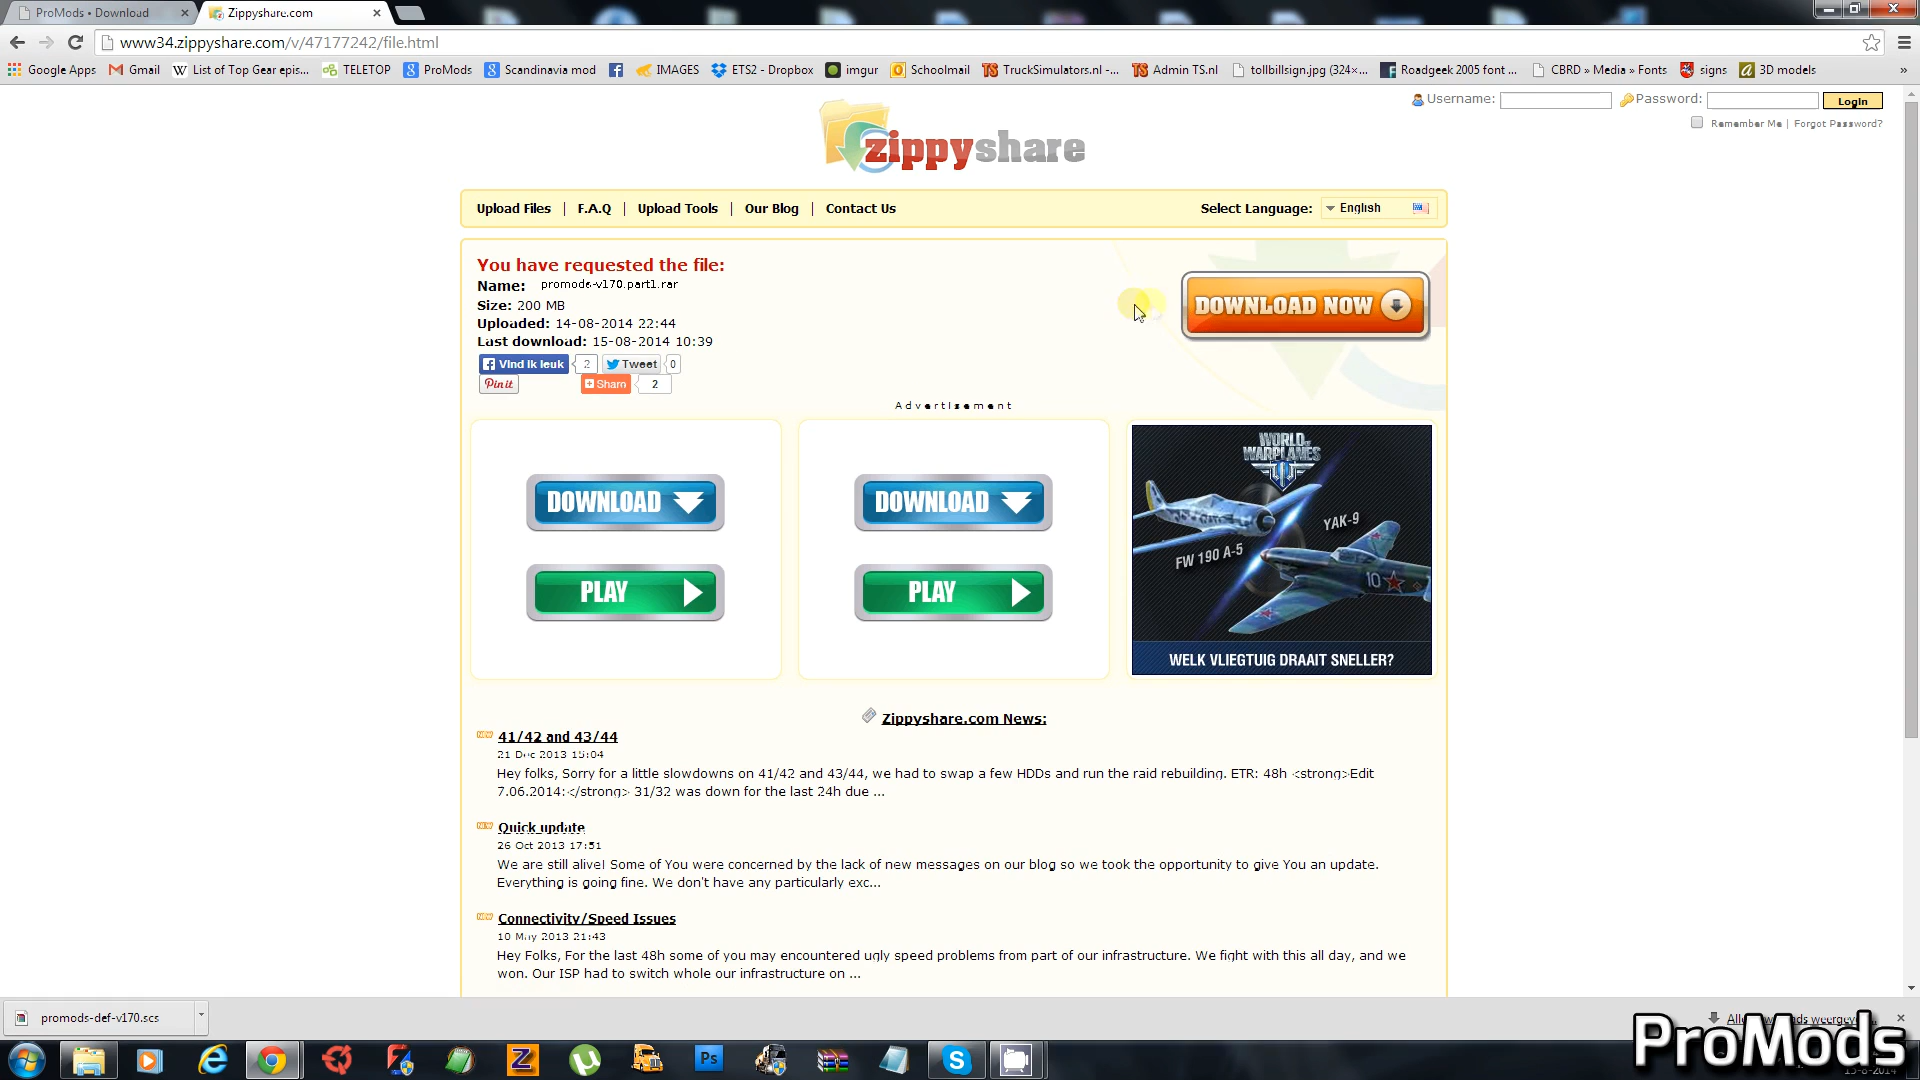 ProMods • Download
Zippyshare.com
www34.zippyshare.com/v/47177242/file.html
Google Apps
Gmail
List of Top Gear epis...
TELETOP
ProMods
Scandinavia mod
IMAGES
ETS2 - Dropbox
imgur
Schoolmail
TruckSimulators.nl -...
Admin TS.nl
tollbillsign.jpg (324×...
Roadgeek 2005 font ...
CBRD » Media » Fonts
signs
3D models
»
Username:
Password:
Login
Remember Me | Forgot Password?
zippyshare
Upload Files | F.A.Q | Upload Tools | Our Blog | Contact Us
Select Language: English
You have requested the file:
Name: promods-v170.part1.rar
Size: 200 MB
Uploaded: 14-08-2014 22:44
Last download: 15-08-2014 10:39
DOWNLOAD NOW
Vind ik leuk 2 Tweet 0
Pin it Share 2
Advertisement
DOWNLOAD
PLAY
DOWNLOAD
PLAY
WORLD OF
WARPLANES
YAK-9
FW 190 A-5
10
WELK VLIEGTUIG DRAAIT SNELLER?
Zippyshare.com News:
NEW 41/42 and 43/44
21 Dec 2013 15:04
Hey folks, Sorry for a little slowdowns on 41/42 and 43/44, we had to swap a few HDDs and run the raid rebuilding. ETR: 48h <strong>Edit
7.06.2014:</strong> 31/32 was down for the last 24h due ...
NEW Quick update
26 Oct 2013 17:51
We are still alive! Some of You were concerned by the lack of new messages on our blog so we took the opportunity to give You an update.
Everything is going fine. We don't have any particularly exc...
NEW Connectivity/Speed Issues
10 May 2013 21:43
Hey Folks, For the last 48h some of you may encountered ugly speed problems from part of our infrastructure. We fight with this all day, and we
won. Our ISP had to switch whole our infrastructure on ...
promods-def-v170.scs
ProMods
Ps
15-8-2014